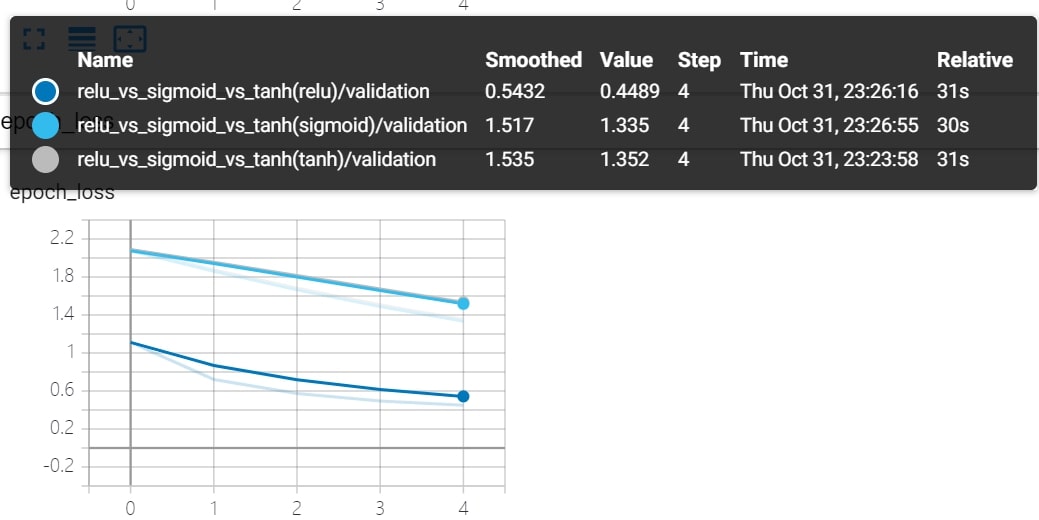 0 1 2 3 4
Name Smoothed Value Step Time Relative
relu_vs_sigmoid_vs_tanh(relu)/validation 0.5432 0.4489 4 Thu Oct 31, 23:26:16 31s
relu_vs_sigmoid_vs_tanh(sigmoid)/validation 1.517 1.335 4 Thu Oct 31, 23:26:55 30s
relu_vs_sigmoid_vs_tanh(tanh)/validation 1.535 1.352 4 Thu Oct 31, 23:23:58 31s
epoch_loss
epoch_loss
2.2
1.8
1.4
1
0.6
0.2
-0.2
0 1 2 3 4